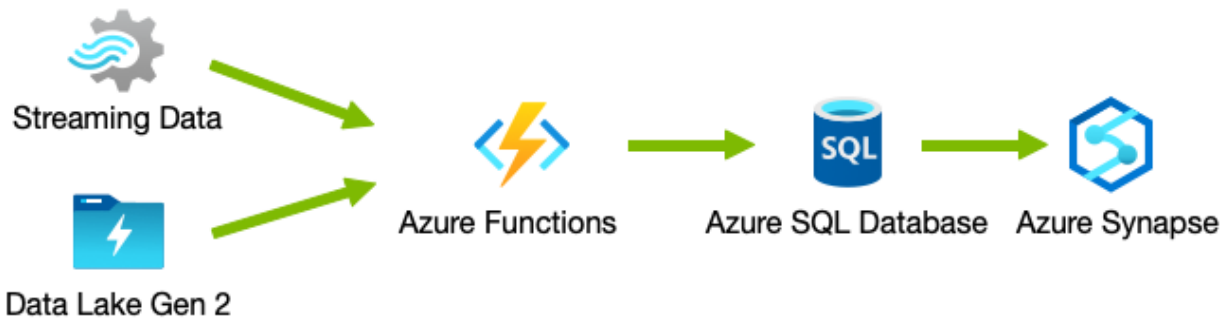 Streaming Data
Data Lake Gen 2
Azure Functions
SQL
Azure SQL Database
Azure Synapse